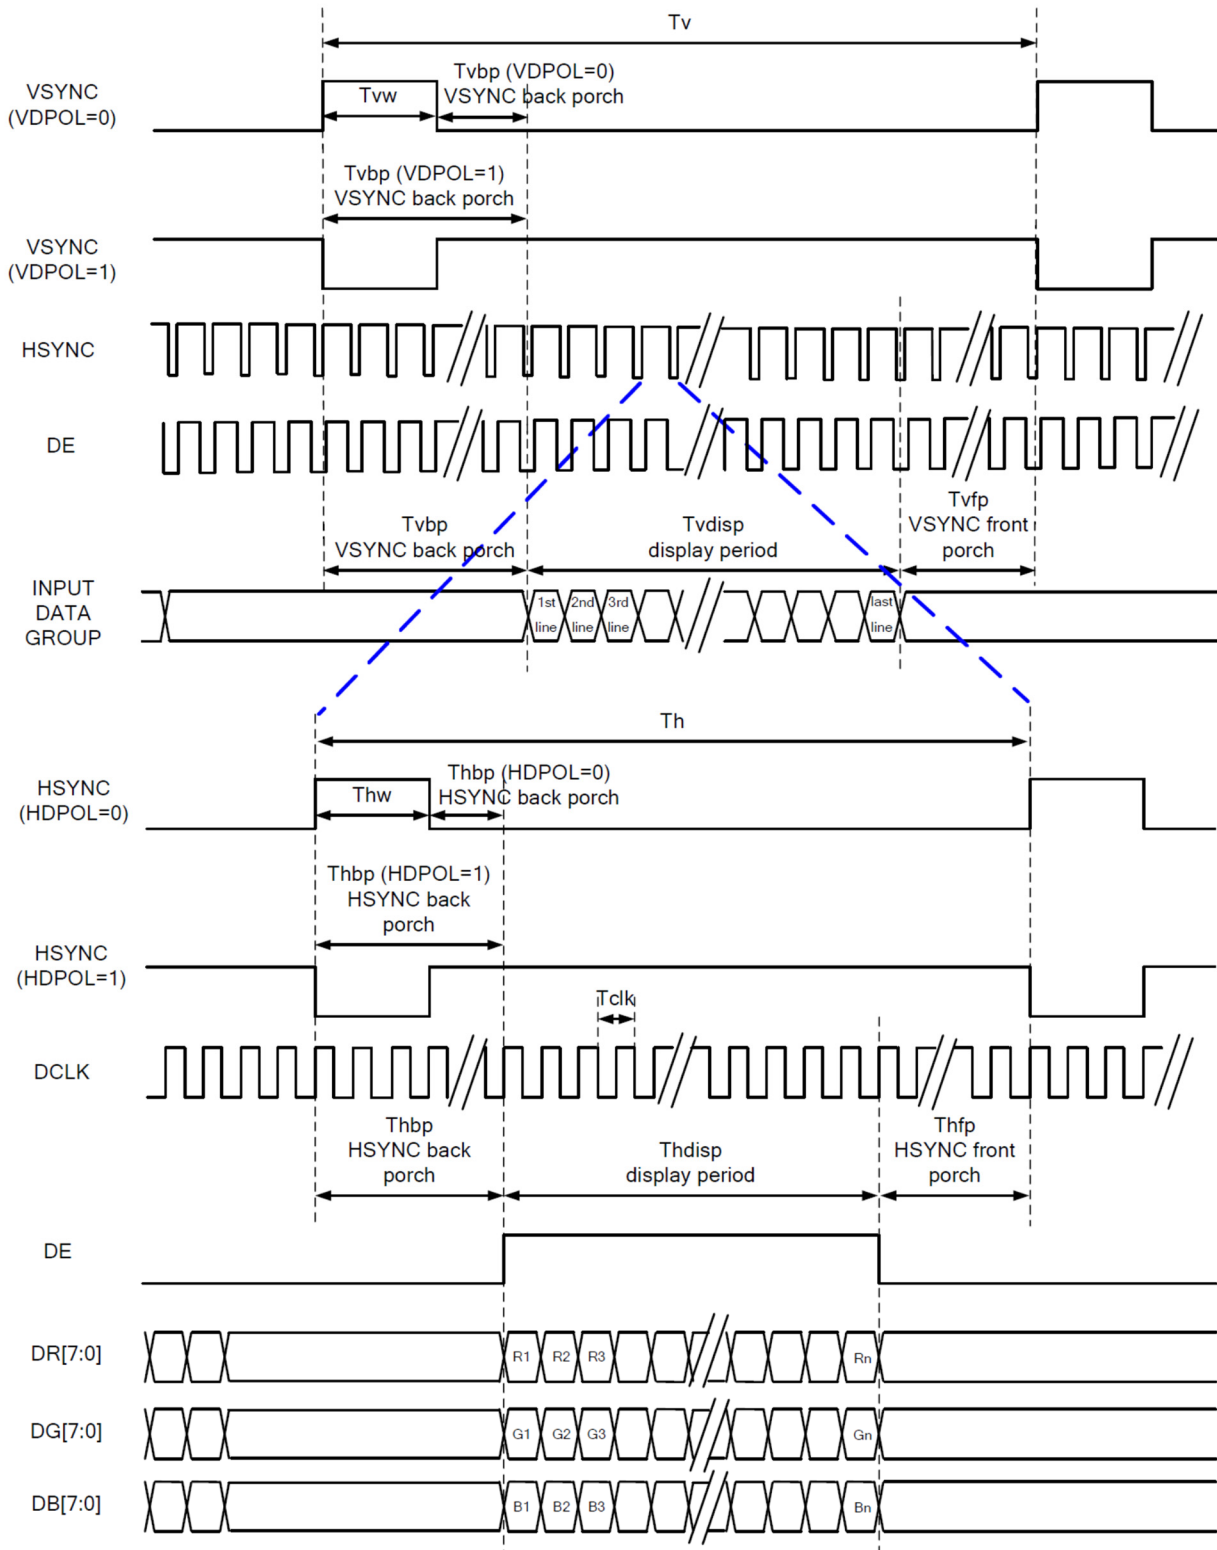 Tv
VSYNC
(VDPOL=0)
Tvw
Tvbp (VDPOL=0)
VSYNC back porch
Tvbp (VDPOL=1)
VSYNC back porch
VSYNC
(VDPOL=1)
HSYNC
DE
Tvbp
VSYNC back porch
Tvdisp
display period
Tvfp
VSYNC front
porch
INPUT
DATA
GROUP
1st
line
2nd
line
3rd
line
last
line
Th
HSYNC
(HDPOL=0)
Thw
Thbp (HDPOL=0)
HSYNC back porch
Thbp (HDPOL=1)
HSYNC back
porch
HSYNC
(HDPOL=1)
Tclk
DCLK
Thbp
HSYNC back
porch
Thdisp
display period
Thfp
HSYNC front
porch
DE
DR[7:0]
R1 R2 R3 Rn
DG[7:0]
G1 G2 G3 Gn
DB[7:0]
B1 B2 B3 Bn